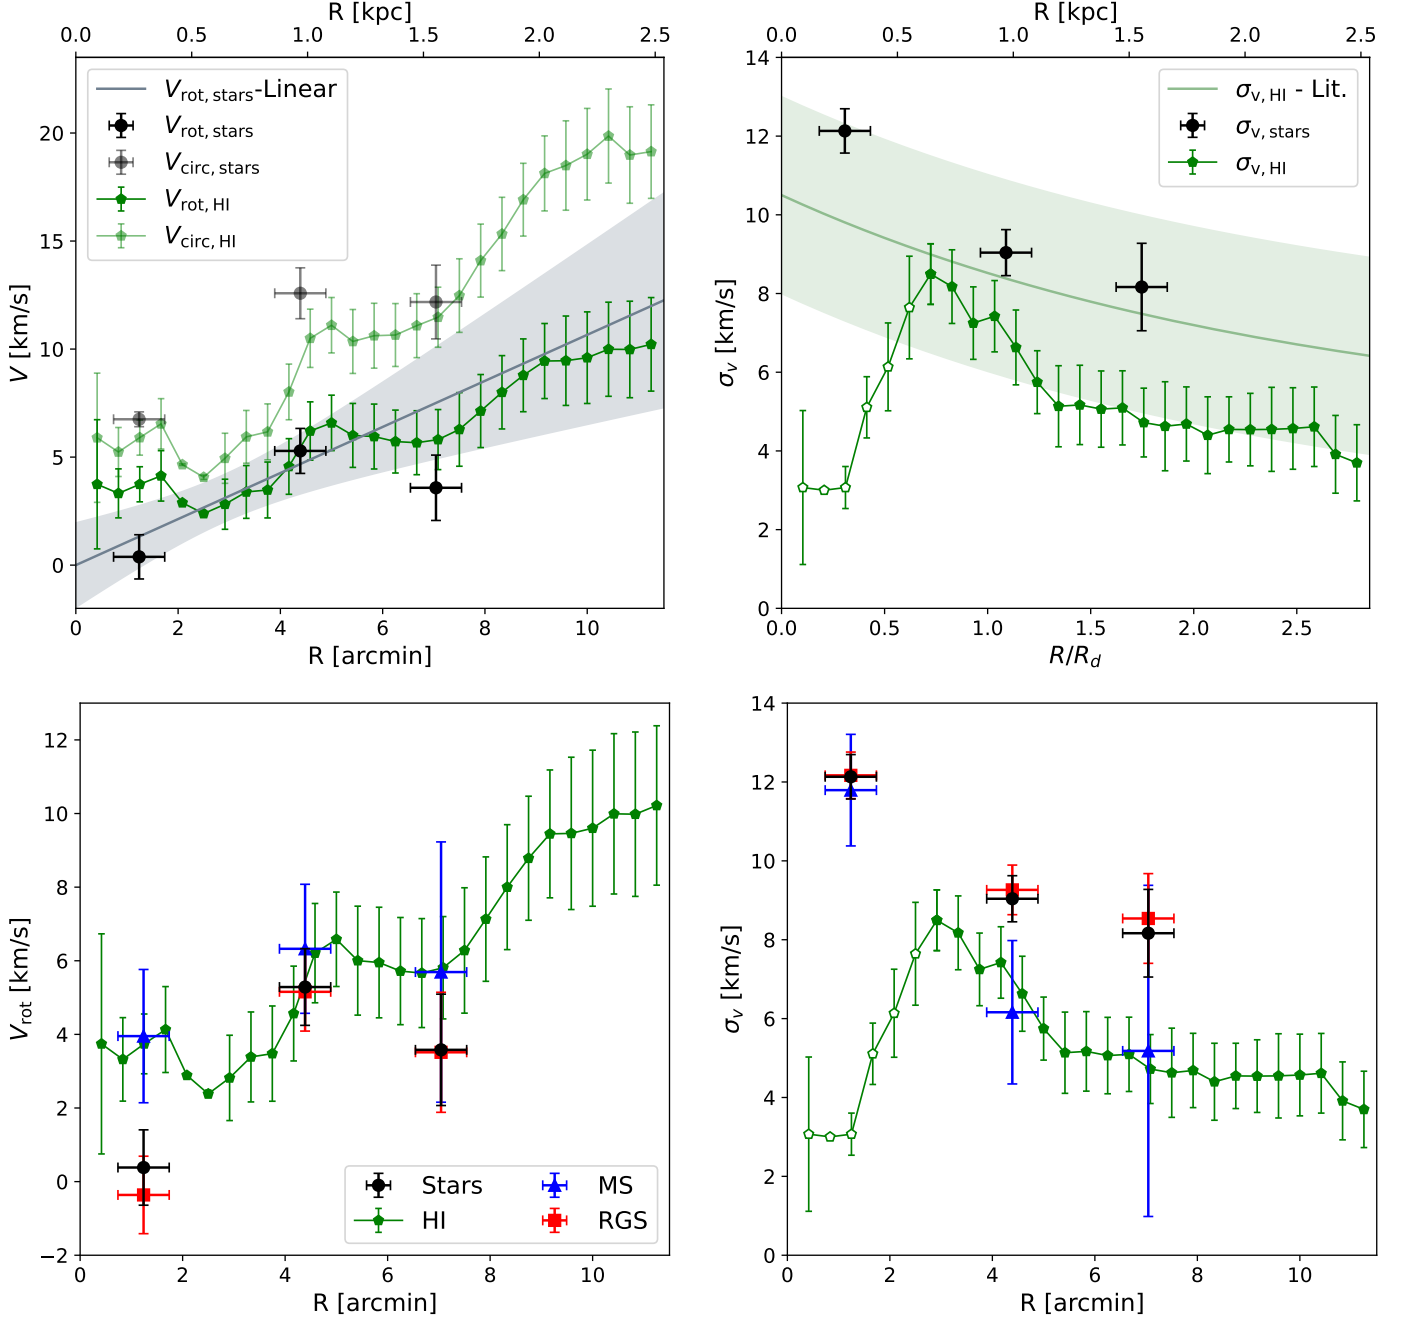 R [kpc]
0.0 0.5 1.0 1.5 2.0 2.5
V_rot, stars-Linear
V_rot, stars
V_circ, stars
V_rot, HI
V_circ, HI
20
15
10
5
0
V [km/s]
0 2 4 6 8 10
R [arcmin]
R [kpc]
0.0 0.5 1.0 1.5 2.0 2.5
σ_v, HI - Lit.
σ_v, stars
σ_v, HI
14
12
10
8
6
4
2
0
σ_v [km/s]
0.0 0.5 1.0 1.5 2.0 2.5
R/R_d
12
10
8
6
4
2
0
−2
V_rot [km/s]
Stars MS
HI RGS
0 2 4 6 8 10
R [arcmin]
14
12
10
8
6
4
2
0
σ_v [km/s]
0 2 4 6 8 10
R [arcmin]